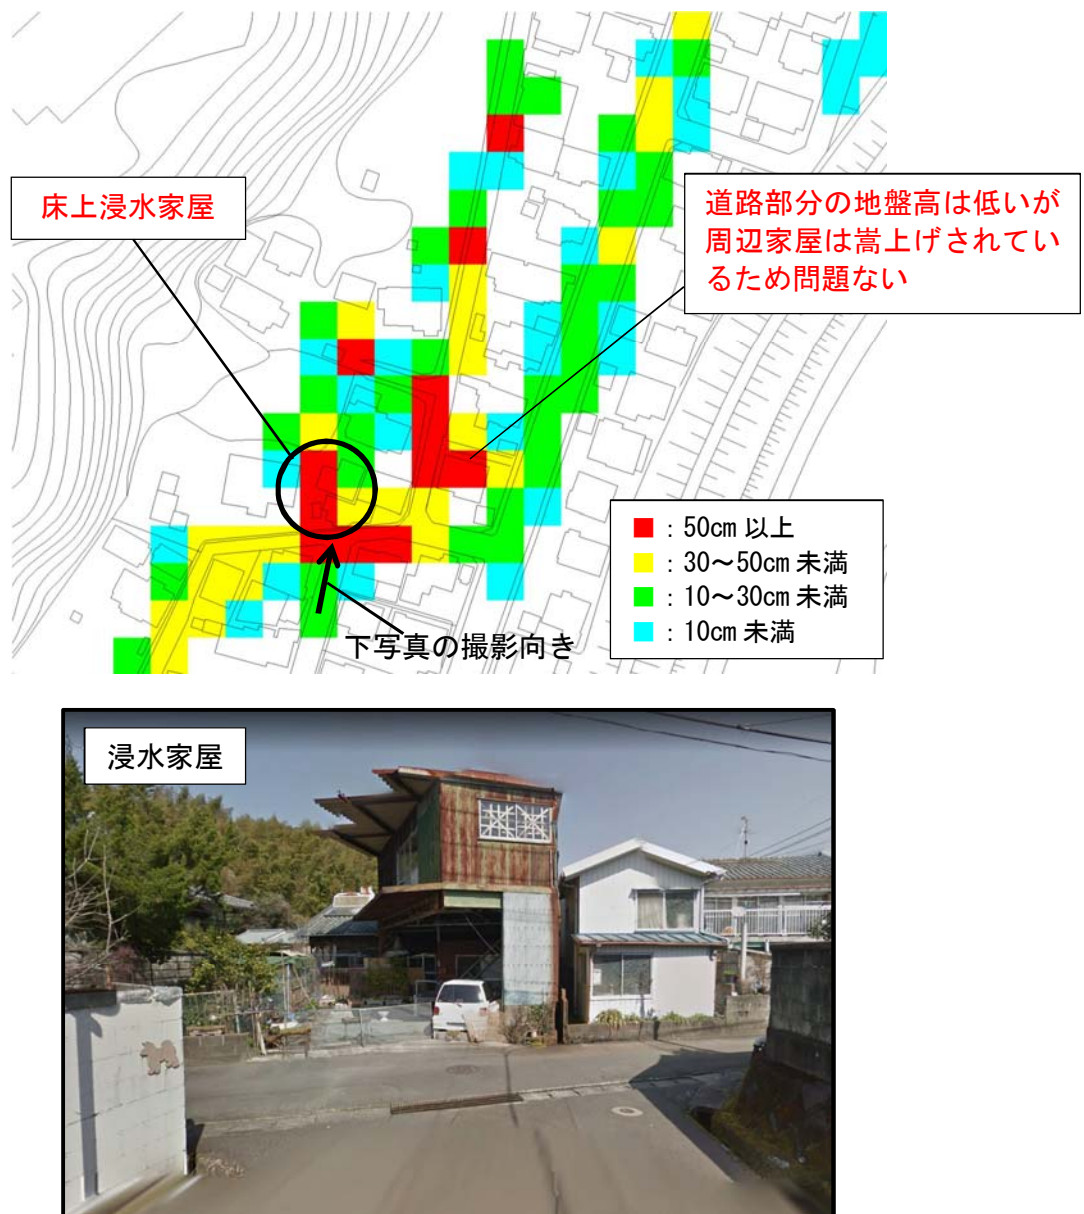 床上浸水家屋
道路部分の地盤高は低いが
周辺家屋は嵩上げされてい
るため問題ない
：50cm 以上
：30～50cm 未満
：10～30cm 未満
：10cm 未満
下写真の撮影向き
浸水家屋